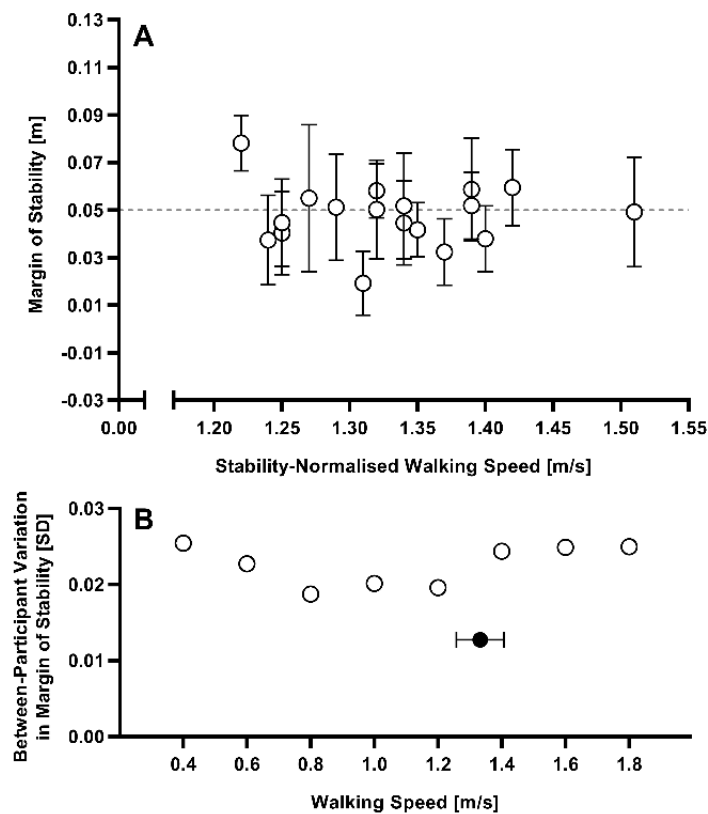 A
0.13
0.11
0.09
0.07
0.05
0.03
0.01
-0.01
-0.03
Margin of Stability [m]
0.00 1.20 1.25 1.30 1.35 1.40 1.45 1.50 1.55
Stability-Normalised Walking Speed [m/s]
B
0.03
0.02
0.01
0.00
Between-Participant Variation
in Margin of Stability [SD]
0.4 0.6 0.8 1.0 1.2 1.4 1.6 1.8
Walking Speed [m/s]